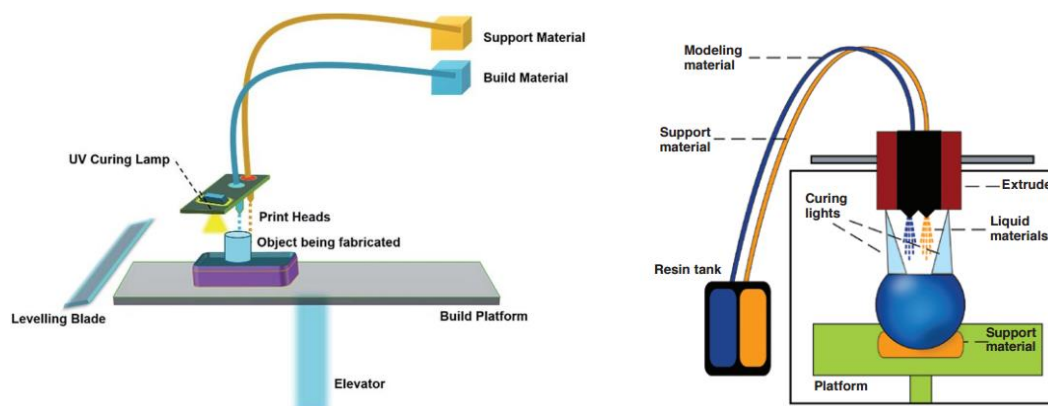 Support Material
Build Material
UV Curing Lamp
Print Heads
Object being fabricated
Levelling Blade
Build Platform
Elevator
Modeling
material
Support
material
Extrude
Curing
lights
Liquid
materials
Resin tank
Support
material
Platform